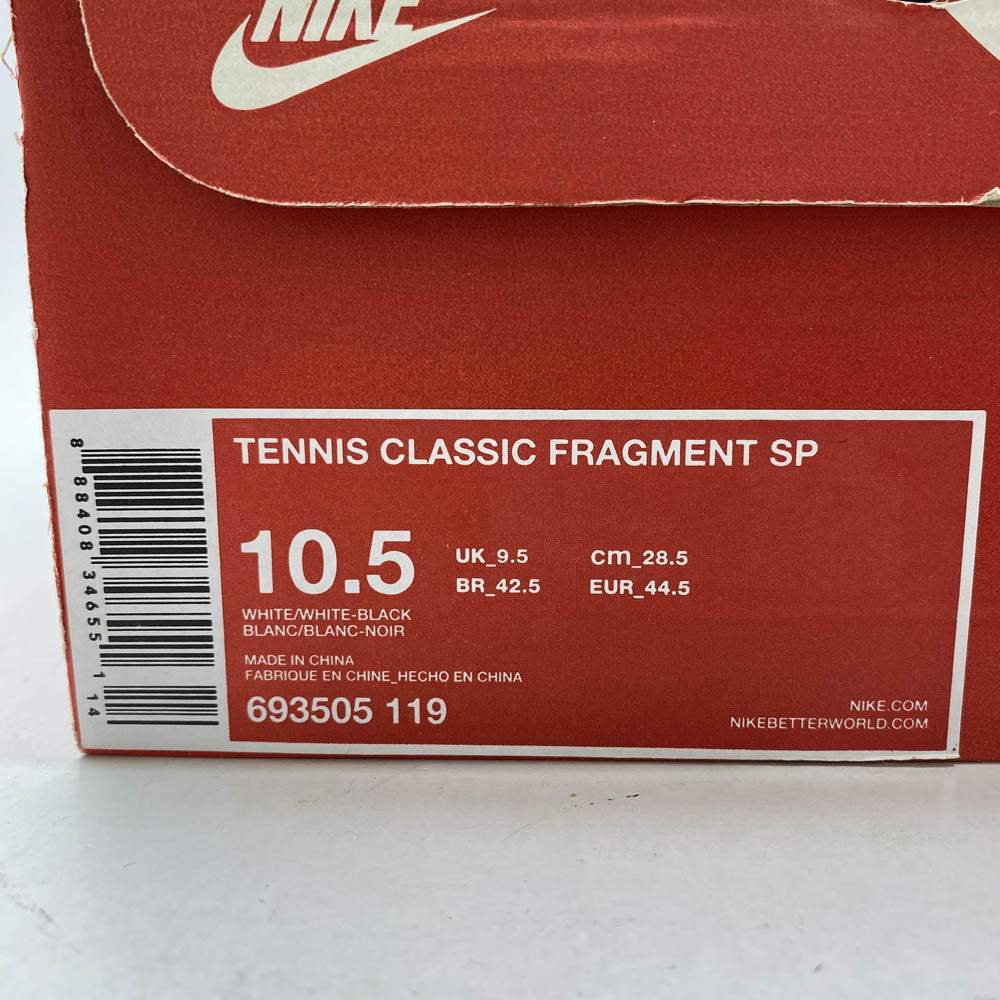 NIKE
TENNIS CLASSIC FRAGMENT SP
10.5
UK_9.5 cm_28.5
BR_42.5 EUR_44.5
WHITE/WHITE-BLACK
BLANC/BLANC-NOIR
MADE IN CHINA
FABRIQUE EN CHINE_HECHO EN CHINA
693505 119
NIKE.COM
NIKEBETTERWORLD.COM
8 88408 34655 1 14